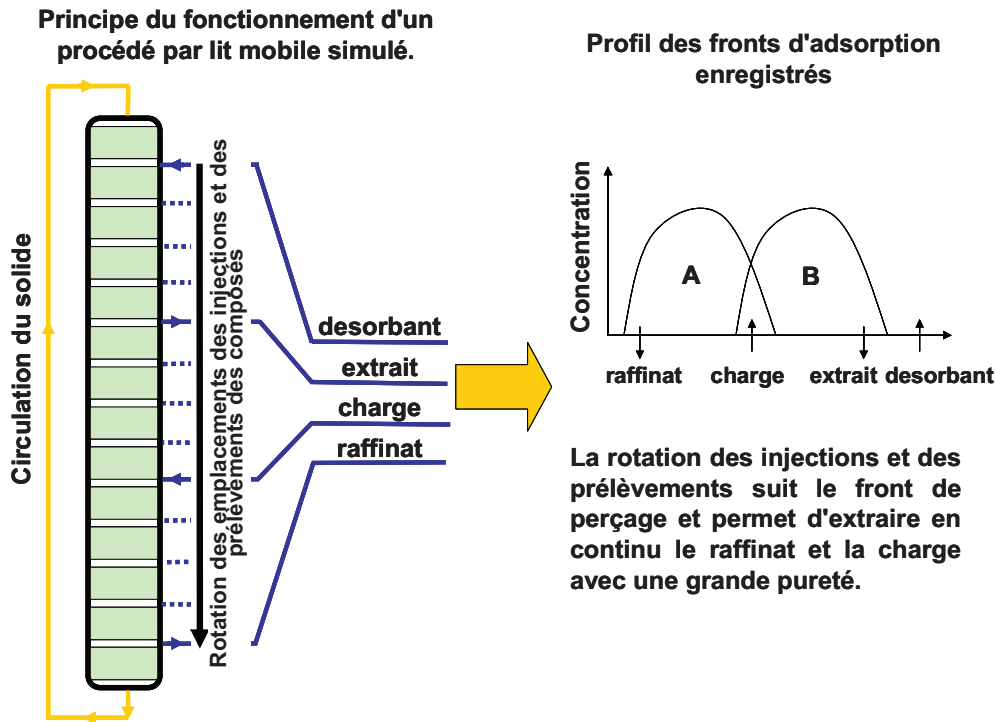 Principe du fonctionnement d'un
procédé par lit mobile simulé.
Circulation du solide
Rotation des emplacements des injections et des
prélèvements des composés
desorbant
extrait
charge
raffinat
Profil des fronts d'adsorption
enregistrés
Concentration
A
B
raffinat charge extrait desorbant
La rotation des injections et des
prélèvements suit le front de
perçage et permet d'extraire en
continu le raffinat et la charge
avec une grande pureté.